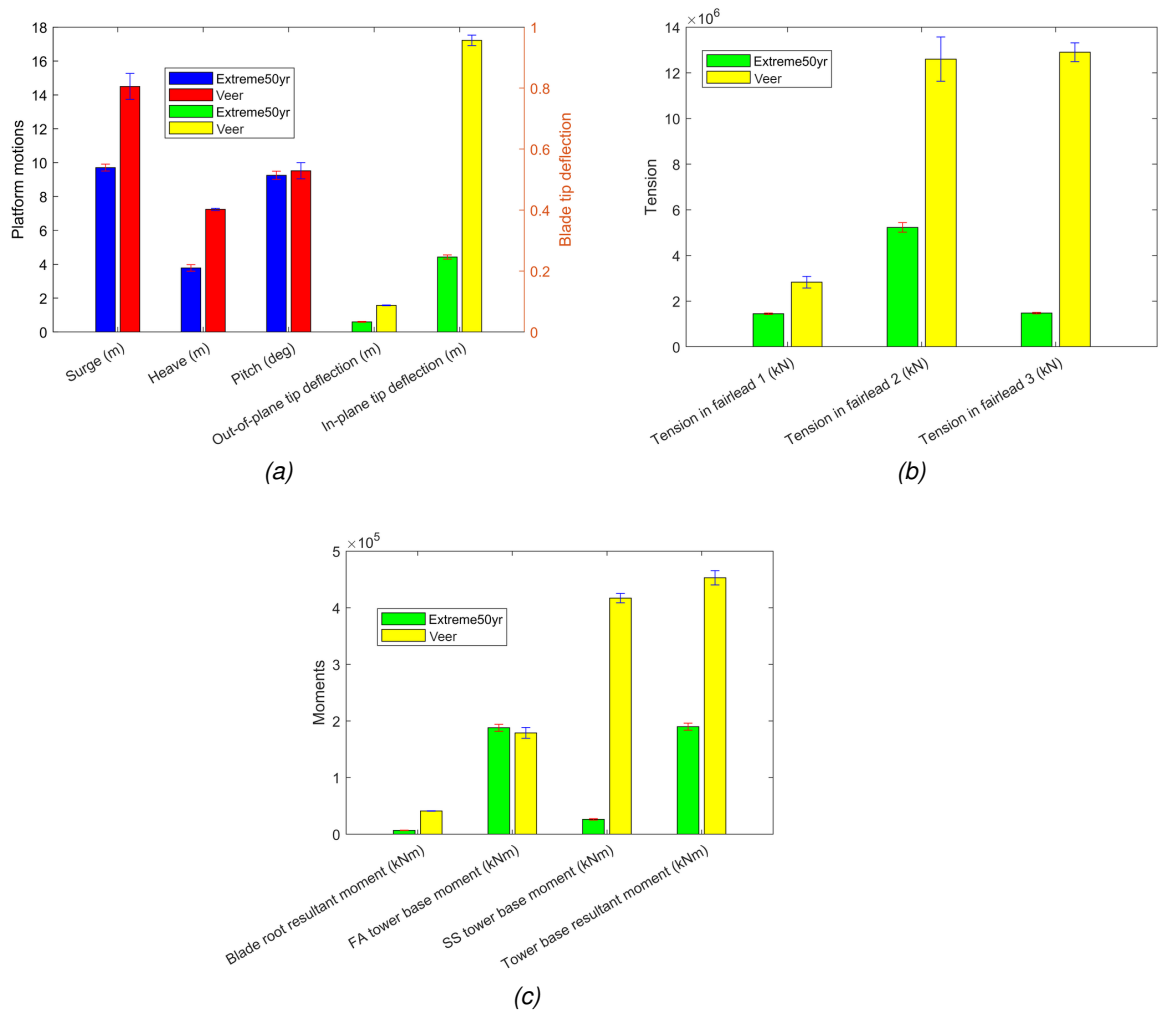 18
16
14
12
10
8
6
4
2
0
Platform motions
1
0.8
0.6
0.4
0.2
0
Blade tip deflection
Extreme50yr
Veer
Extreme50yr
Veer
Surge (m)
Heave (m)
Pitch (deg)
Out-of-plane tip deflection (m)
In-plane tip deflection (m)
(a)
×10⁶
14
12
10
8
6
4
2
0
Tension
Extreme50yr
Veer
Tension in fairlead 1 (kN)
Tension in fairlead 2 (kN)
Tension in fairlead 3 (kN)
(b)
×10⁵
5
4
3
2
1
0
Moments
Extreme50yr
Veer
Blade root resultant moment (kNm)
FA tower base moment (kNm)
SS tower base moment (kNm)
Tower base resultant moment (kNm)
(c)